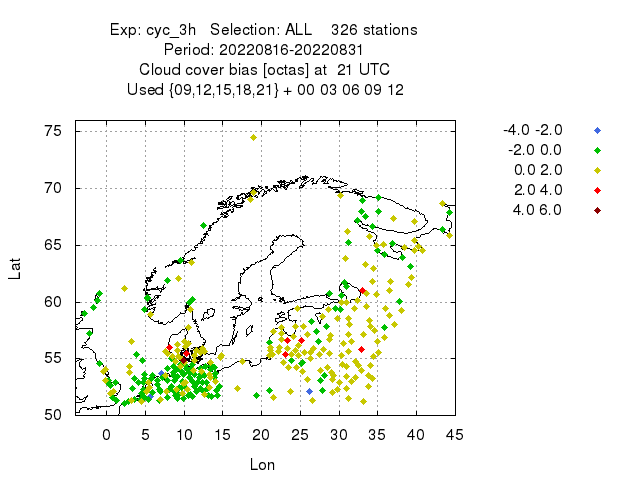 Exp: cyc_3h   Selection: ALL    326 stations
Period: 20220816-20220831
Cloud cover bias [octas] at  21 UTC
Used {09,12,15,18,21} + 00 03 06 09 12
-4.0 -2.0
-2.0 0.0
0.0 2.0
2.0 4.0
4.0 6.0
75
70
65
60
55
50
Lat
0 5 10 15 20 25 30 35 40 45
Lon